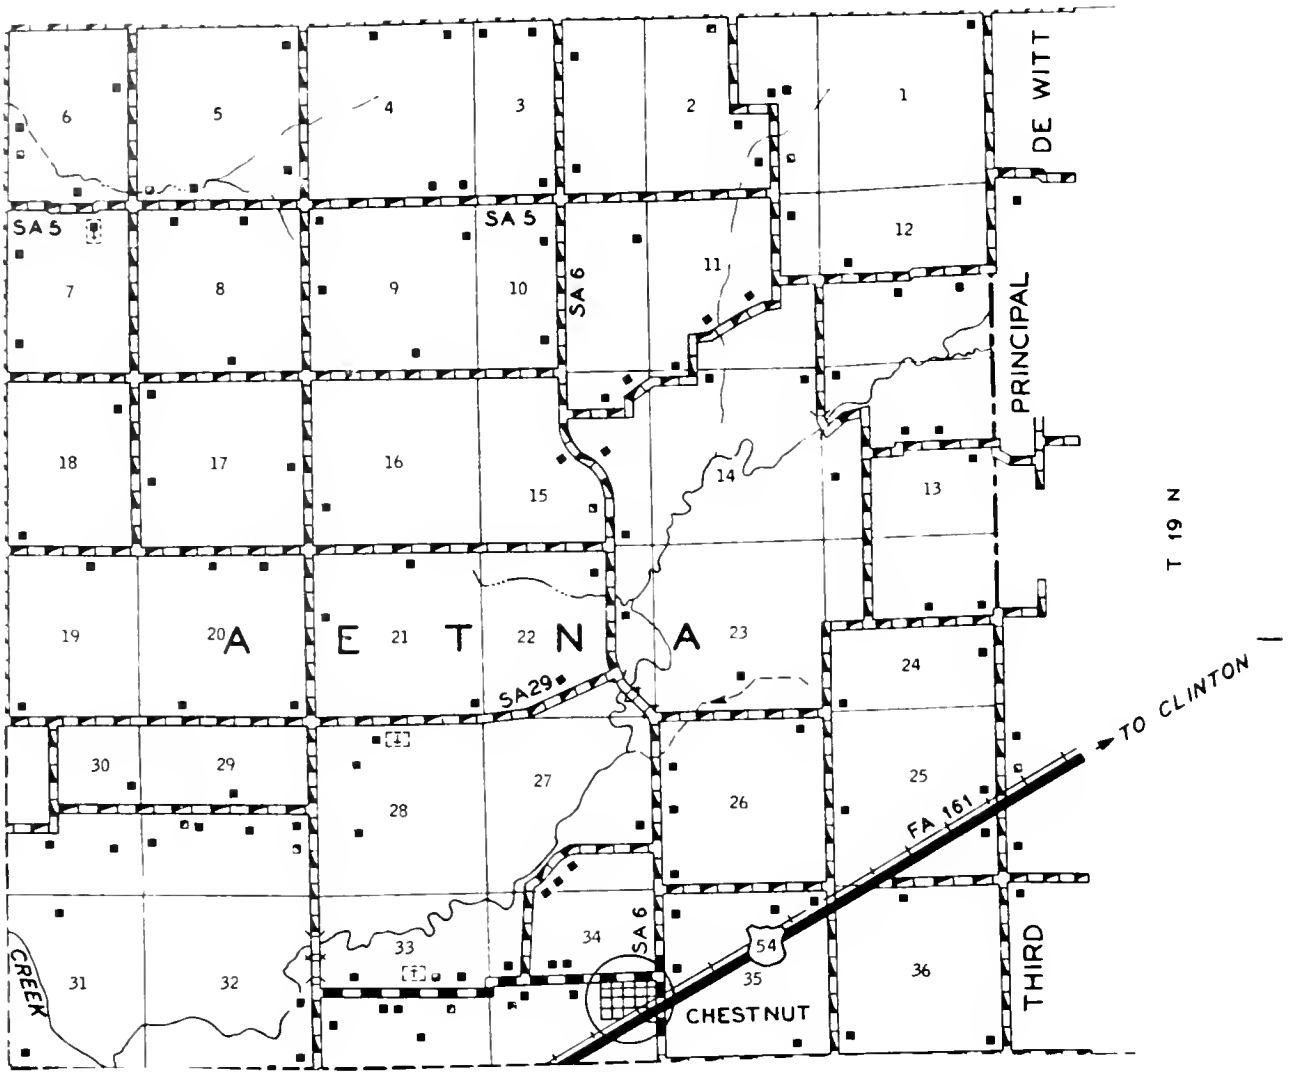 DE WITT
6 5 4 3 2 1
SA 5 SA 5 12
7 8 9 10 SA 6 11
PRINCIPAL
18 17 16 15 14 13
T 19 N
19 20 21 22 23 24
A E T N A
SA 29
TO CLINTON
30 29 28 27 26 25
FA 161
31 32 33 34 35 36
CREEK
SA 6
54
CHESTNUT
THIRD